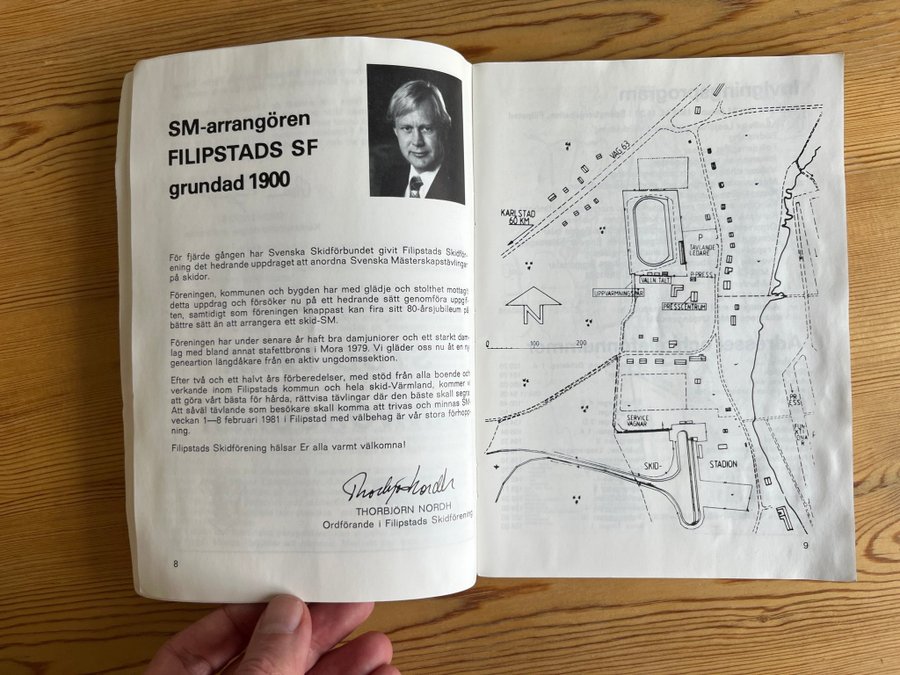 SM-arrangören
FILIPSTADS SF
grundad 1900
För fjärde gången har Svenska Skidförbundet givit Filipstads Skidför-
ening det hedrande uppdraget att anordna Svenska Mästerskapstävlingar
på skidor.
Föreningen, kommunen och bygden har med glädje och stolthet mottagit
detta uppdrag och försöker nu på ett hedrande sätt genomföra uppgif-
ten, samtidigt som föreningen knappast kan fira sitt 80-årsjubileum på
bättre sätt än att arrangera ett skid-SM.
Föreningen har under senare år haft bra damjuniorer och ett starkt dam-
lag med bland annat stafettbrons i Mora 1979. Vi gläder oss nu åt en ny
geneartion längdåkare från en aktiv ungdomssektion.
Efter två och ett halvt års förberedelser, med stöd från alla boende och
verkande inom Filipstads kommun och hela skid-Värmland, kommer vi
att göra vårt bästa för hårda, rättvisa tävlingar där den bäste skall segra.
Att såväl tävlande som besökare skall komma att trivas och minnas SM-
veckan 1—8 februari 1981 i Filipstad med välbehag är vår stora förhopp-
ning.
Filipstads Skidförening hälsar Er alla varmt välkomna!
Thorbjörn Nordh
THORBJÖRN NORDH
Ordförande i Filipstads Skidförening
8
VÄG 63
KARLSTAD
60 KM
P
TÄVLANDE
LEDARE
P PRESS
VALLN. TÄLT
UPPVÄRMNINGSSPÅR
PRESSCENTRUM
N
0 100 200
SERVICE
VAGNAR
SKID-
STADION
9